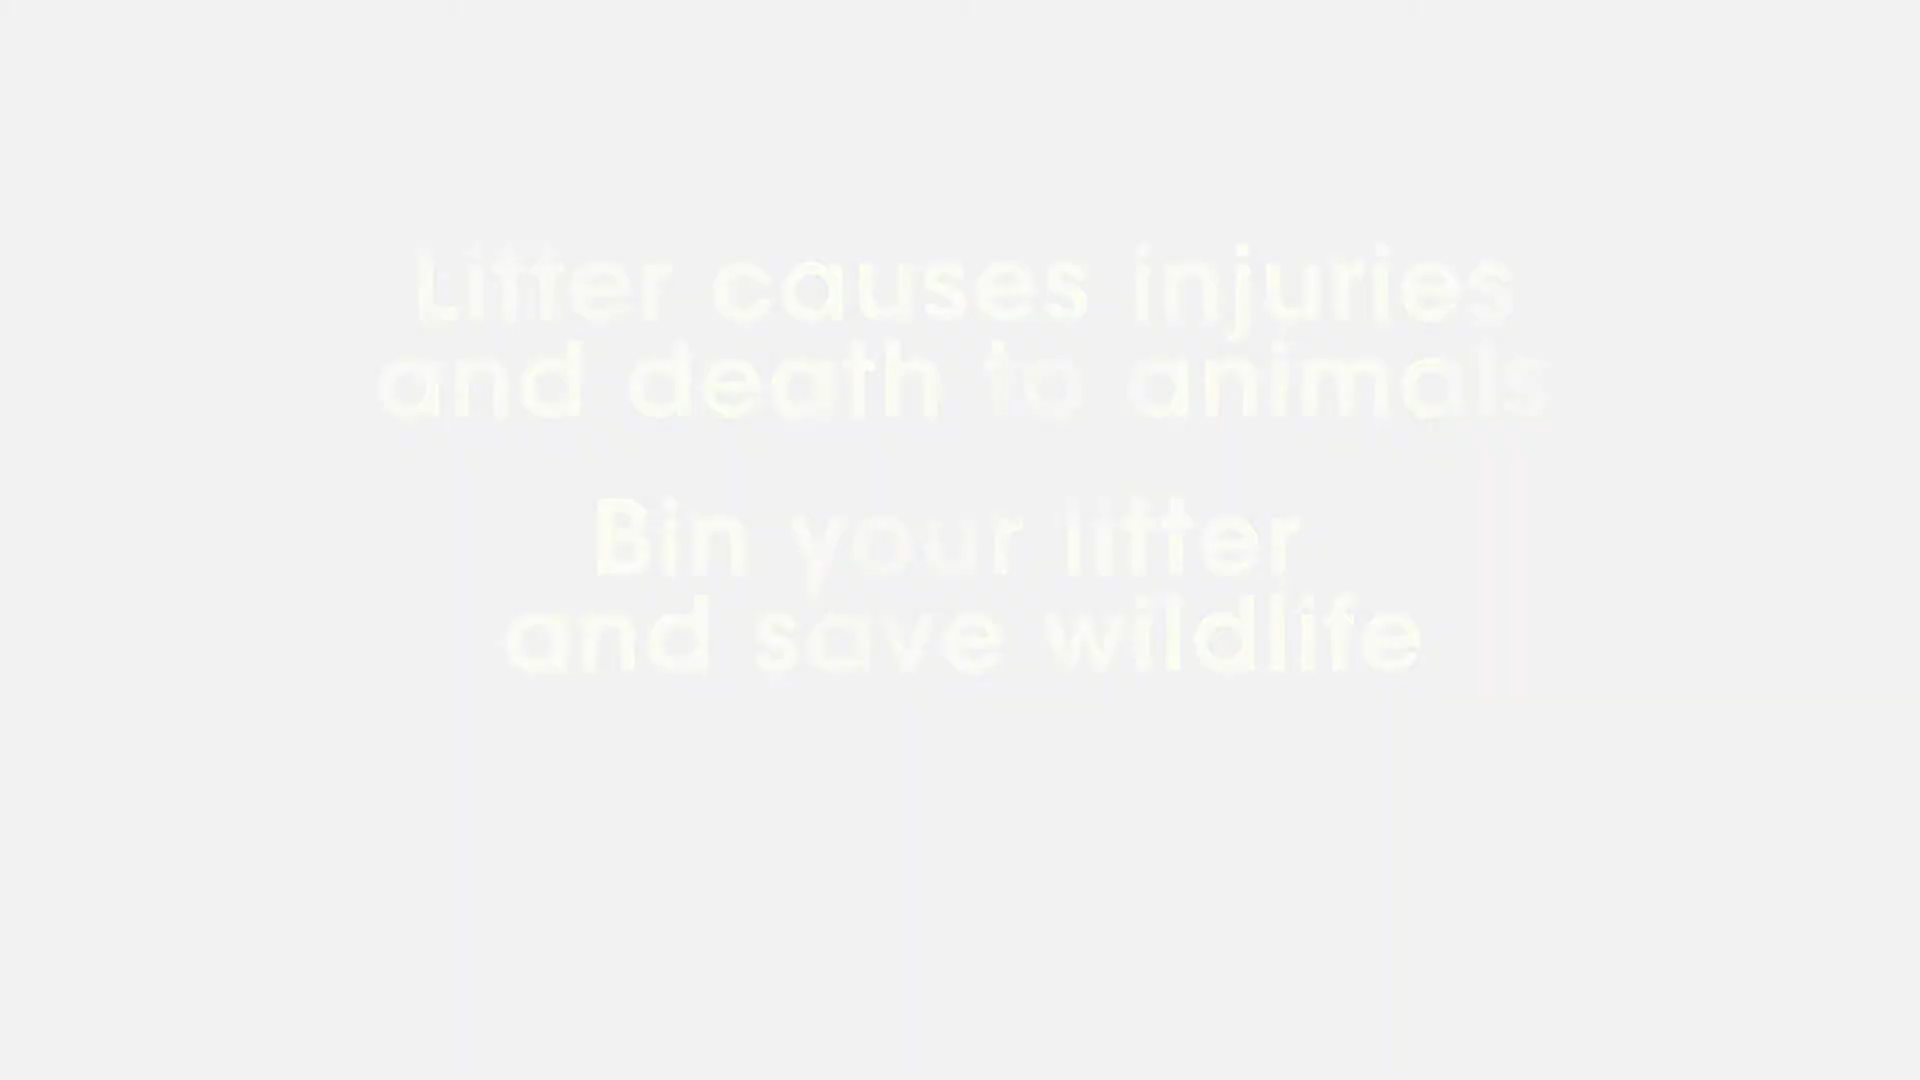 Litter causes injuries
and death to animals
Bin your litter
and save wildlife